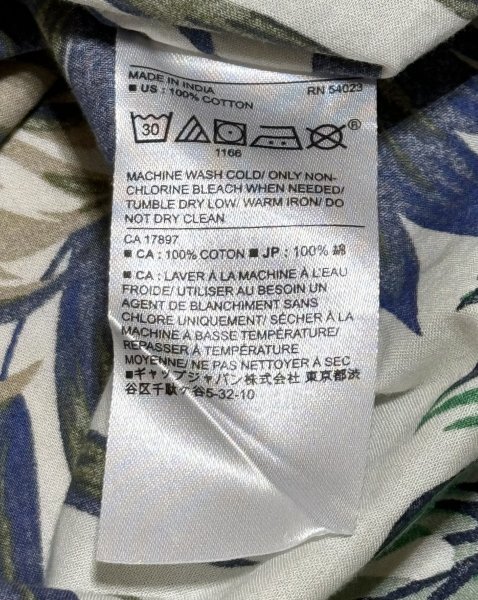 MADE IN INDIA RN 54023
■ US : 100% COTTON
30 ®
1166
MACHINE WASH COLD/ ONLY NON-
CHLORINE BLEACH WHEN NEEDED/
TUMBLE DRY LOW/ WARM IRON/ DO
NOT DRY CLEAN
CA 17897
■ CA : 100% COTON ■ JP : 100% 綿
■ CA : LAVER À LA MACHINE À L'EAU
FROIDE/ UTILISER AU BESOIN UN
AGENT DE BLANCHIMENT SANS
CHLORE UNIQUEMENT/ SÉCHER À LA
MACHINE À BASSE TEMPÉRATURE/
REPASSER À TEMPÉRATURE
MOYENNE/ NE PAS NETTOYER À SEC
■ギャップジャパン株式会社 東京都渋
谷区千駄ヶ谷5-32-10